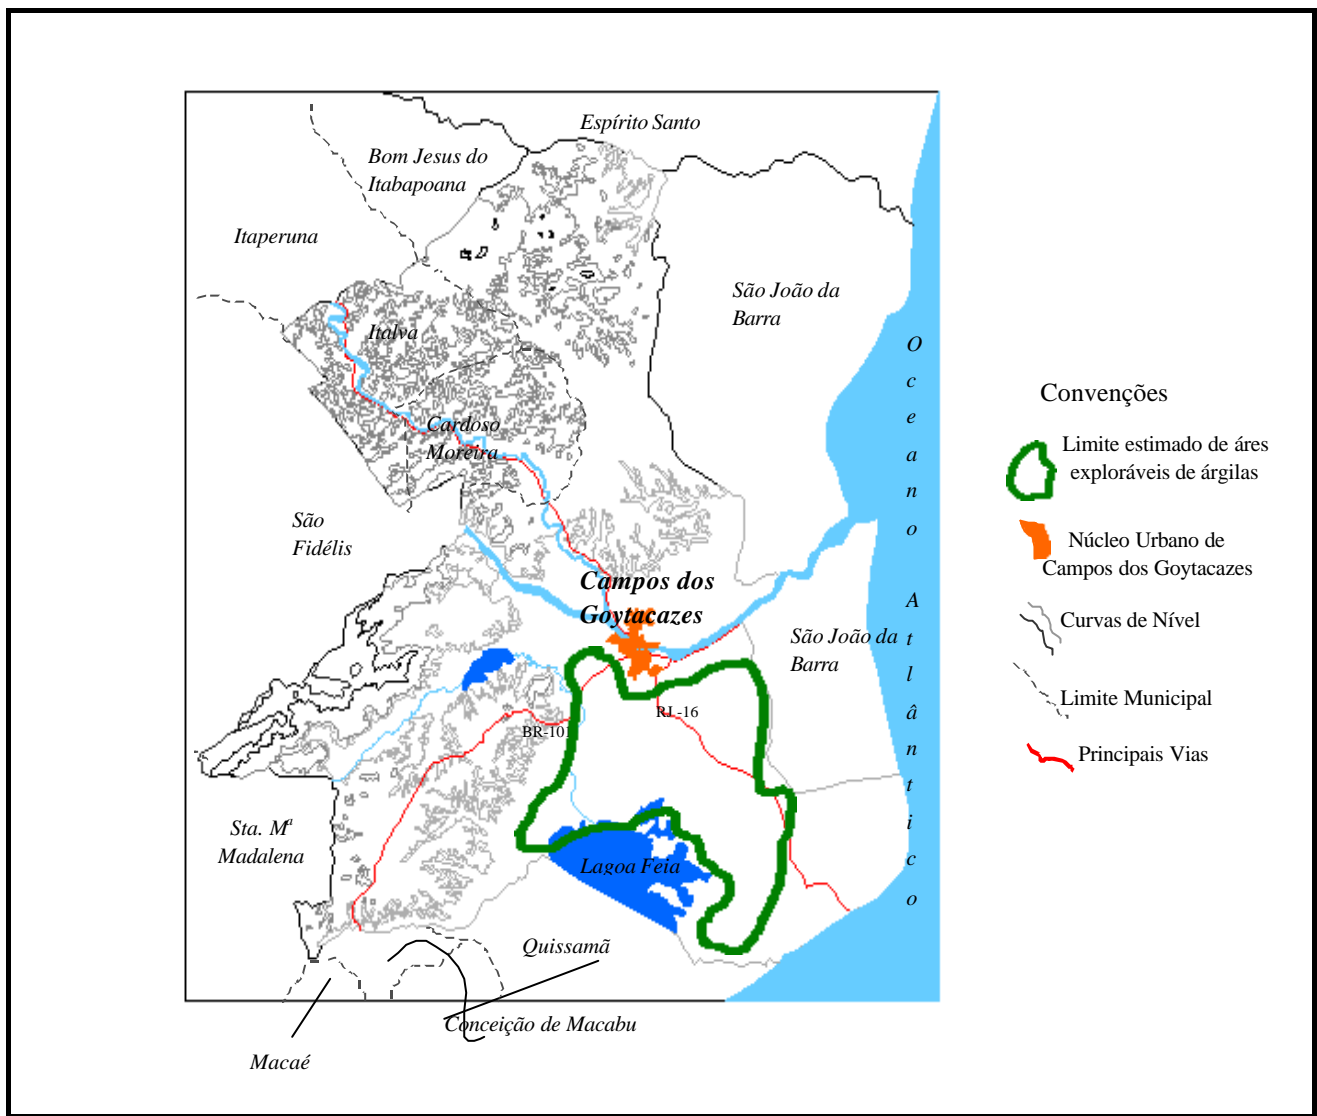 Espírito Santo
Bom Jesus do
Itabapoana
Itaperuna
São João da
Barra
Italva
Cardoso
Moreira
São
Fidélis
Campos dos
Goytacazes
São João da
Barra
RJ-16
BR-101
Sta. Mª
Madalena
Lagoa Feia
Quissamã
Conceição de Macabu
Macaé
O
c
e
a
n
o
A
t
l
â
n
t
i
c
o
Convenções
Limite estimado de áres
exploráveis de árgilas
Núcleo Urbano de
Campos dos Goytacazes
Curvas de Nível
Limite Municipal
Principais Vias